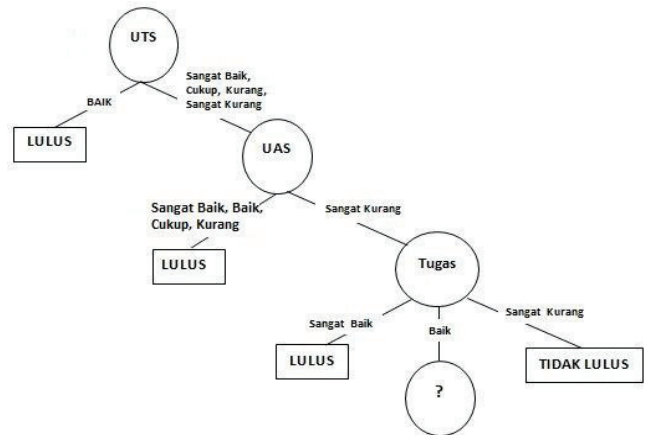 UTS
Sangat Baik,
Cukup, Kurang,
Sangat Kurang
BAIK
LULUS
UAS
Sangat Baik, Baik,
Cukup, Kurang
Sangat Kurang
LULUS
Tugas
Sangat Baik
Baik
Sangat Kurang
LULUS
TIDAK LULUS
?